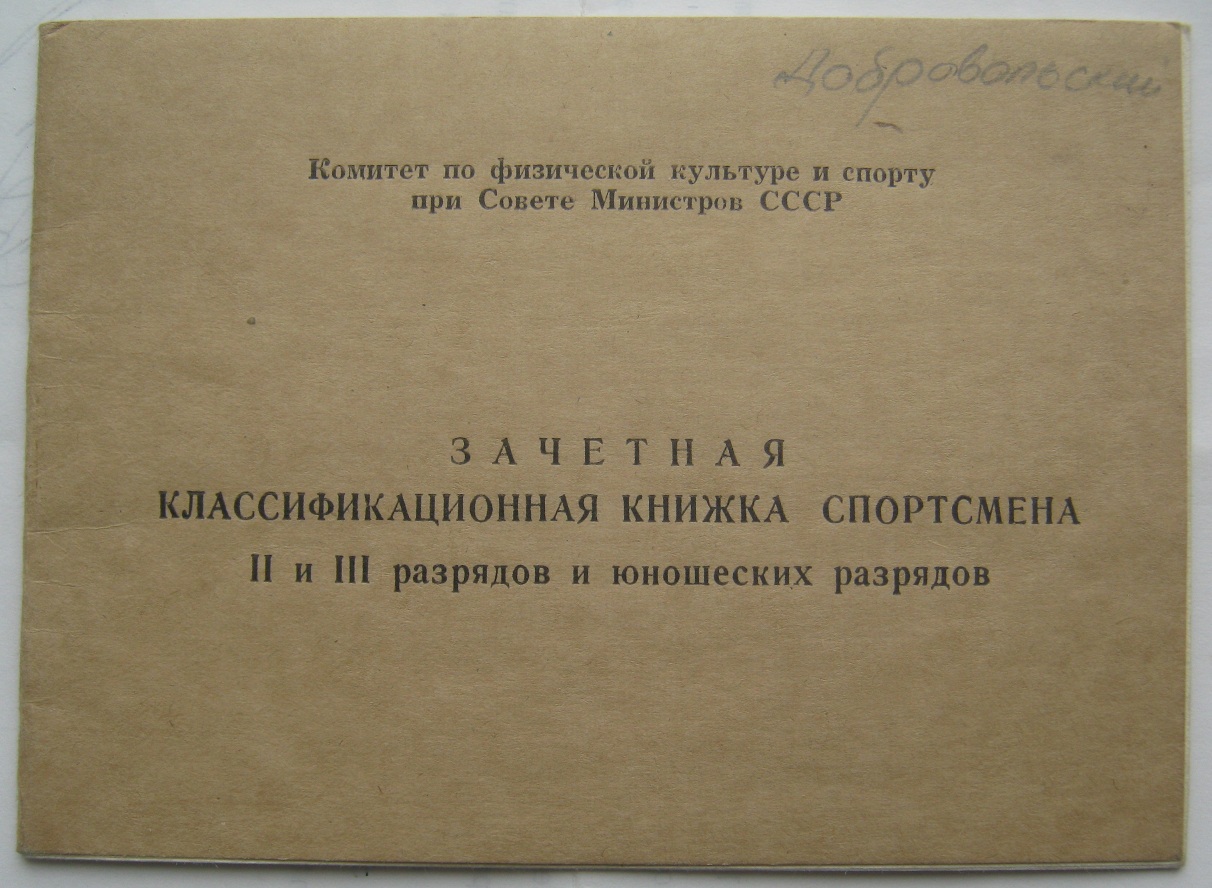 Добровольский
Комитет по физической культуре и спорту
при Совете Министров СССР
ЗАЧЕТНАЯ
КЛАССИФИКАЦИОННАЯ КНИЖКА СПОРТСМЕНА
II и III разрядов и юношеских разрядов